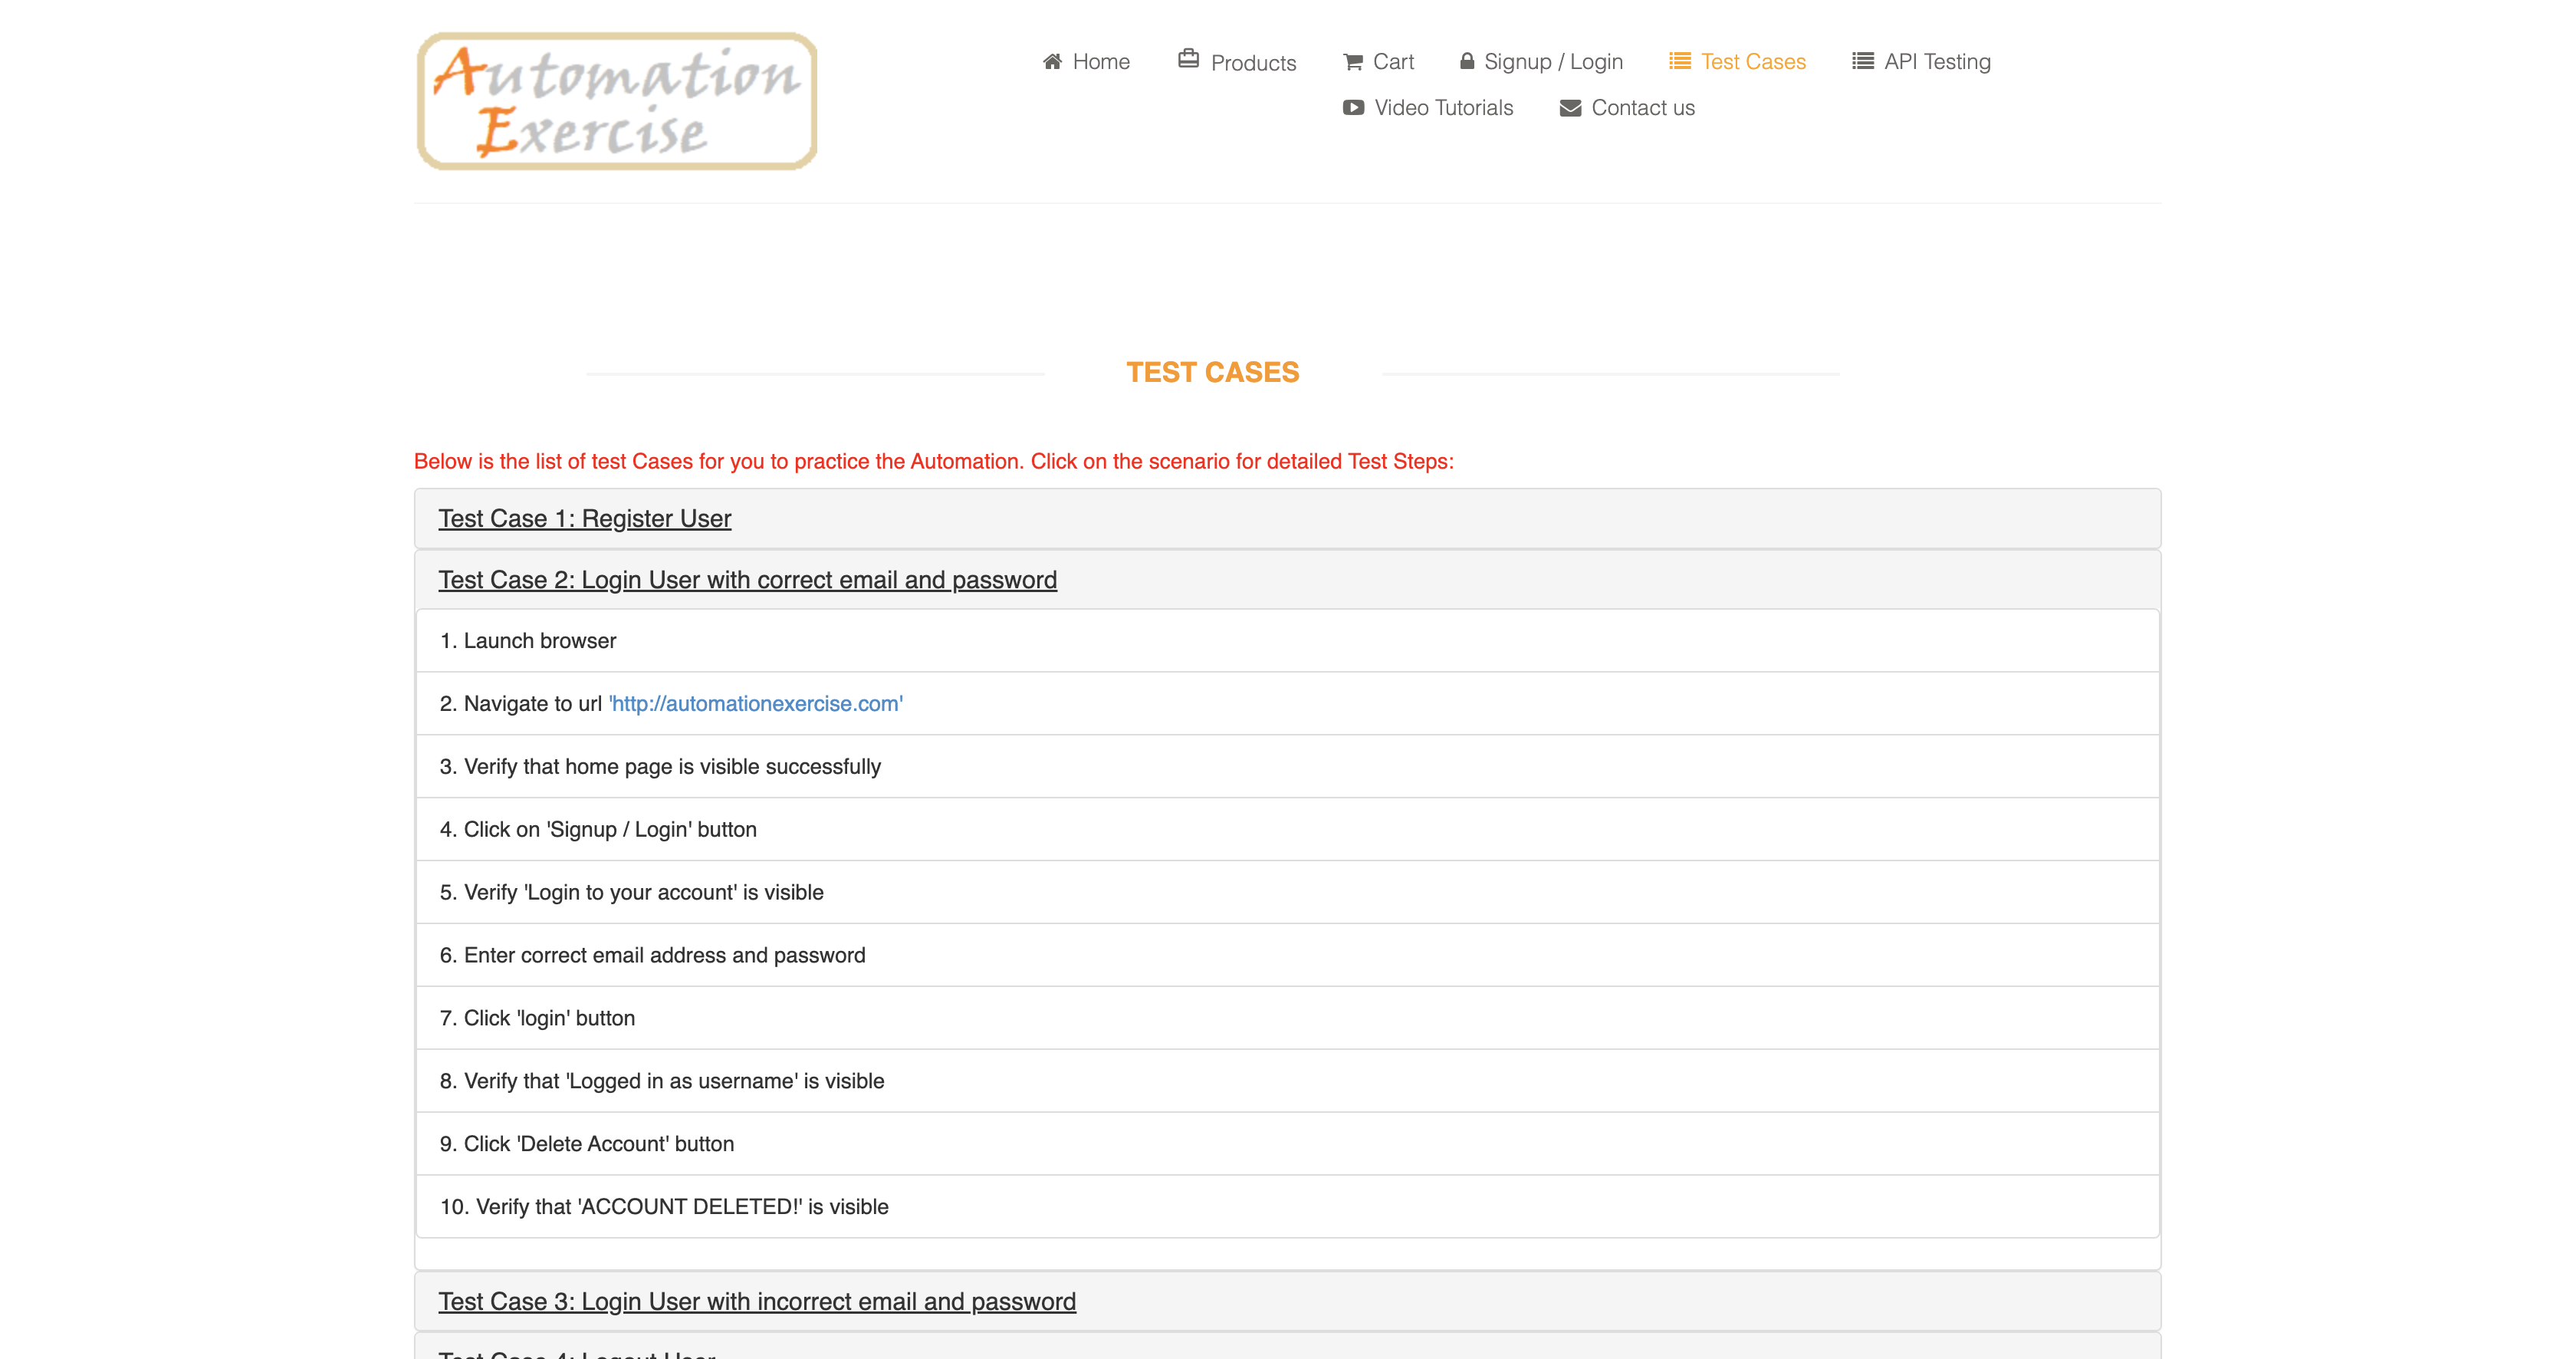 Automation
Exercise
Home Products Cart Signup / Login Test Cases API Testing
Video Tutorials Contact us
TEST CASES
Below is the list of test Cases for you to practice the Automation. Click on the scenario for detailed Test Steps:
Test Case 1: Register User
Test Case 2: Login User with correct email and password
1. Launch browser
2. Navigate to url 'http://automationexercise.com'
3. Verify that home page is visible successfully
4. Click on 'Signup / Login' button
5. Verify 'Login to your account' is visible
6. Enter correct email address and password
7. Click 'login' button
8. Verify that 'Logged in as username' is visible
9. Click 'Delete Account' button
10. Verify that 'ACCOUNT DELETED!' is visible
Test Case 3: Login User with incorrect email and password
Test Case 4: Logout User